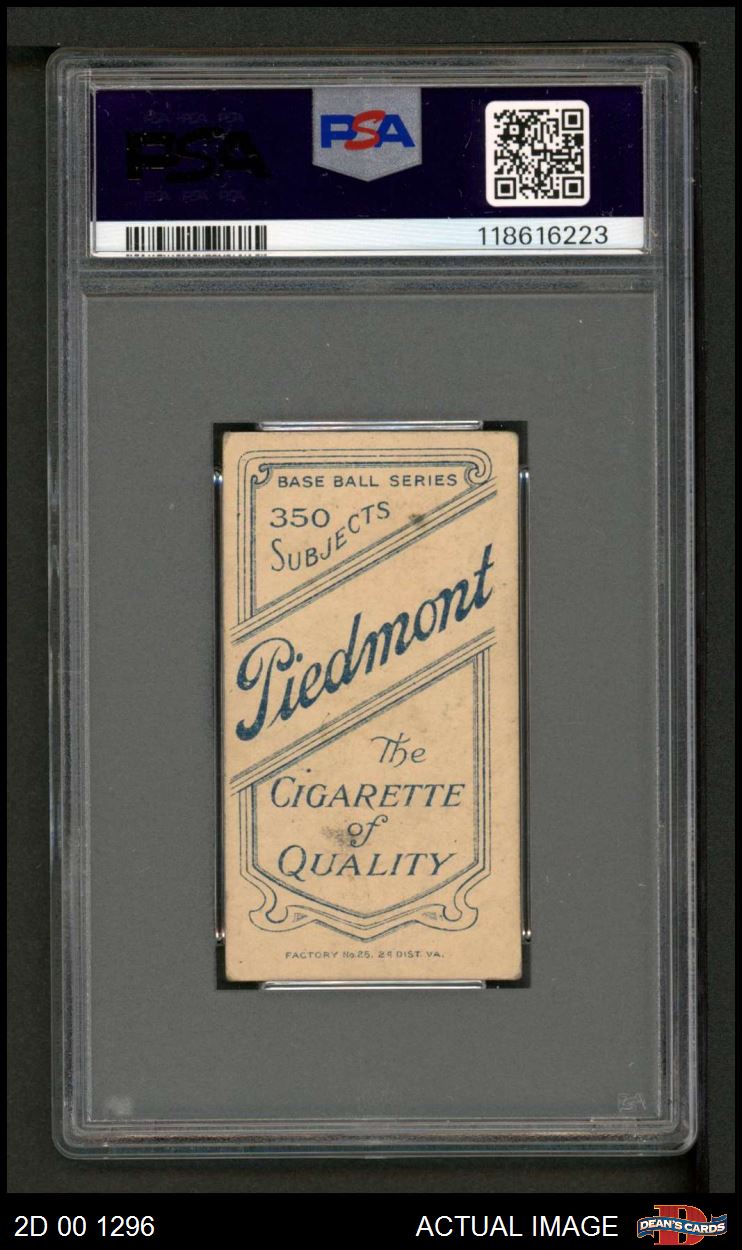 PSA
PSA
118616223
BASE BALL SERIES
350
SUBJECTS
Piedmont
The
CIGARETTE
of
QUALITY
FACTORY No.25, 2d DIST. VA.
PSA
2D 00 1296
ACTUAL IMAGE
DEAN'S CARDS